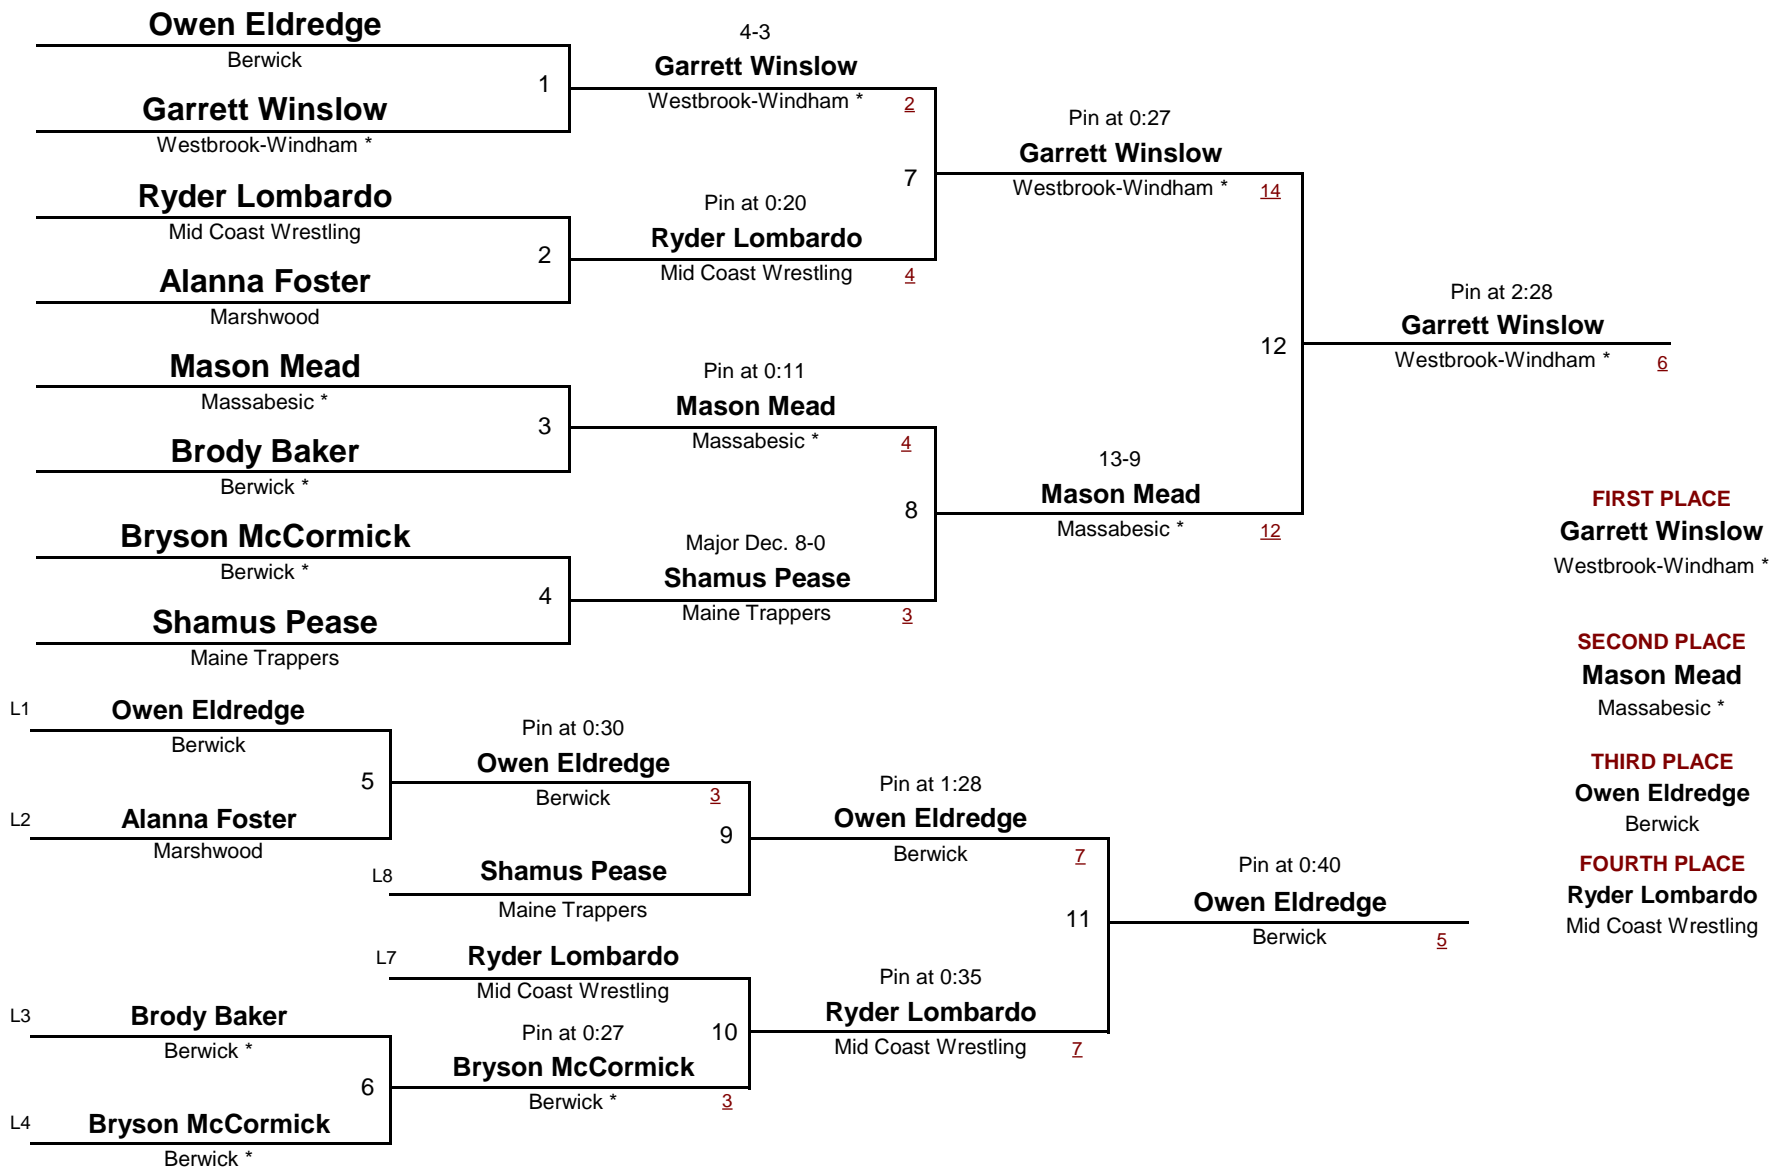 Owen Eldredge
Berwick
1
Garrett Winslow
Westbrook-Windham *
Ryder Lombardo
Mid Coast Wrestling
2
Alanna Foster
Marshwood
Mason Mead
Massabesic *
3
Brody Baker
Berwick *
Bryson McCormick
Berwick *
4
Shamus Pease
Maine Trappers
4-3
Garrett Winslow
Westbrook-Windham * 2
7
Pin at 0:20
Ryder Lombardo
Mid Coast Wrestling 4
Pin at 0:11
Mason Mead
Massabesic * 4
8
Major Dec. 8-0
Shamus Pease
Maine Trappers 3
Pin at 0:27
Garrett Winslow
Westbrook-Windham * 14
12
13-9
Mason Mead
Massabesic * 12
Pin at 2:28
Garrett Winslow
Westbrook-Windham * 6
FIRST PLACE
Garrett Winslow
Westbrook-Windham *
SECOND PLACE
Mason Mead
Massabesic *
THIRD PLACE
Owen Eldredge
Berwick
FOURTH PLACE
Ryder Lombardo
Mid Coast Wrestling
L1 Owen Eldredge
Berwick
5
L2 Alanna Foster
Marshwood
Pin at 0:30
Owen Eldredge
Berwick 3
9
L8 Shamus Pease
Maine Trappers
L7 Ryder Lombardo
Mid Coast Wrestling
10
Pin at 0:27
Bryson McCormick
Berwick * 3
L3 Brody Baker
Berwick *
6
L4 Bryson McCormick
Berwick *
Pin at 1:28
Owen Eldredge
Berwick 7
11
Pin at 0:35
Ryder Lombardo
Mid Coast Wrestling 7
Pin at 0:40
Owen Eldredge
Berwick 5